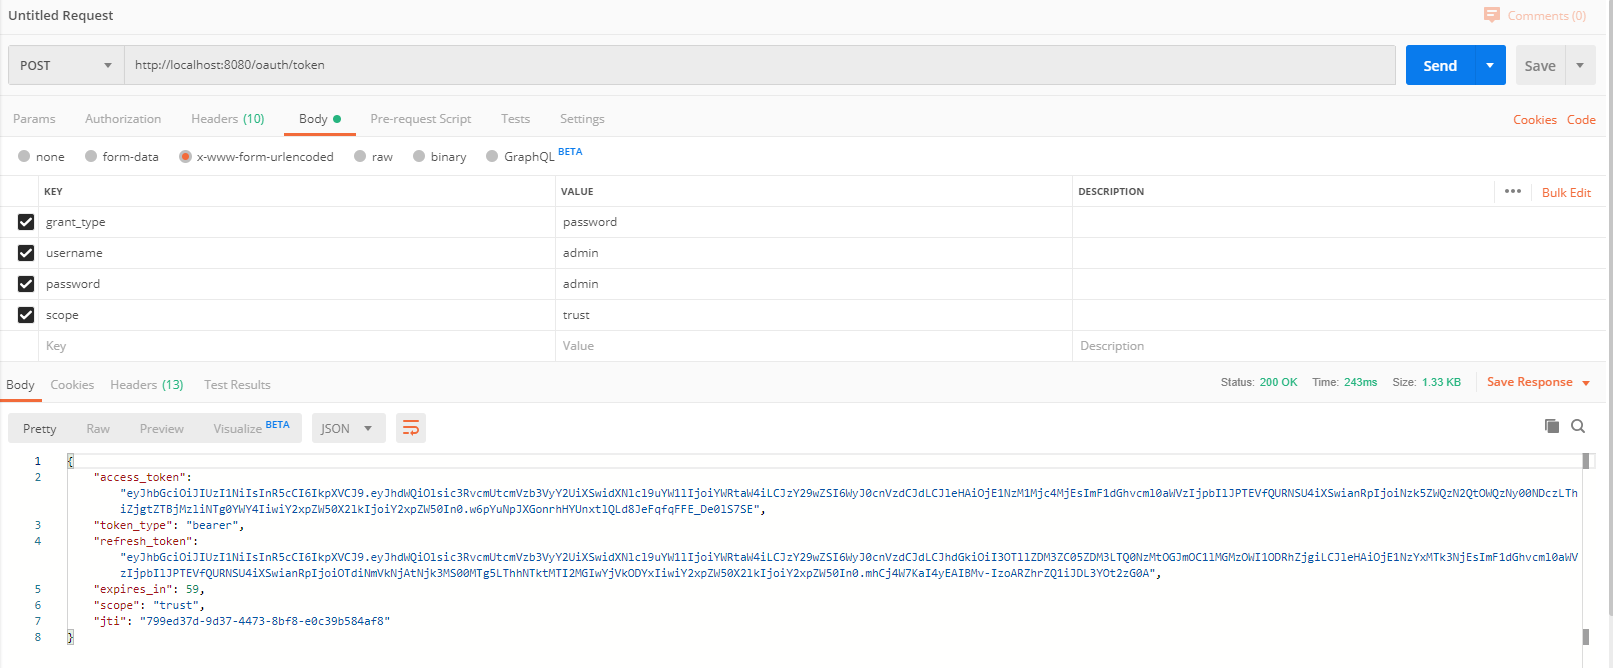 Untitled Request
Comments (0)
POST
http://localhost:8080/oauth/token
Send
Save
Params Authorization Headers (10) Body Pre-request Script Tests Settings
Cookies Code
none form-data x-www-form-urlencoded raw binary GraphQL BETA
KEY VALUE DESCRIPTION
••• Bulk Edit
grant_type password
username admin
password admin
scope trust
Key Value Description
Body Cookies Headers (13) Test Results
Status: 200 OK Time: 243ms Size: 1.33 KB Save Response
Pretty Raw Preview Visualize BETA JSON
1 {
2 "access_token":
"eyJhbGciOiJIUzI1NiIsInR5cCI6IkpXVCJ9.eyJhdWQiOlsic3RvcmUtcmVzb3VyY2UiXSwidXNlcl9uYW1lIjoiYWRtaW4iLCJzY29wZSI6WyJ0cnVzdCJdLCJleHAiOjE1NzM1Mjc4MjEsImF1dGhvcml0aWVzIjpbIlJPTEVfQURNSU4iXSwianRpIjoiNzk5ZWQzN2QtOWQzNy00NDczLThiZjgtZTBjMzliNTg0YWY4IiwiY2xpZW50X2lkIjoiY2xpZW50In0.w6pYuNpJXGonrhHYUnxtlQLd8JeFqfqFFE_De0lS7SE",
3 "token_type": "bearer",
4 "refresh_token":
5 "expires_in": 59,
6 "scope": "trust",
7 "jti": "799ed37d-9d37-4473-8bf8-e0c39b584af8"
8 }